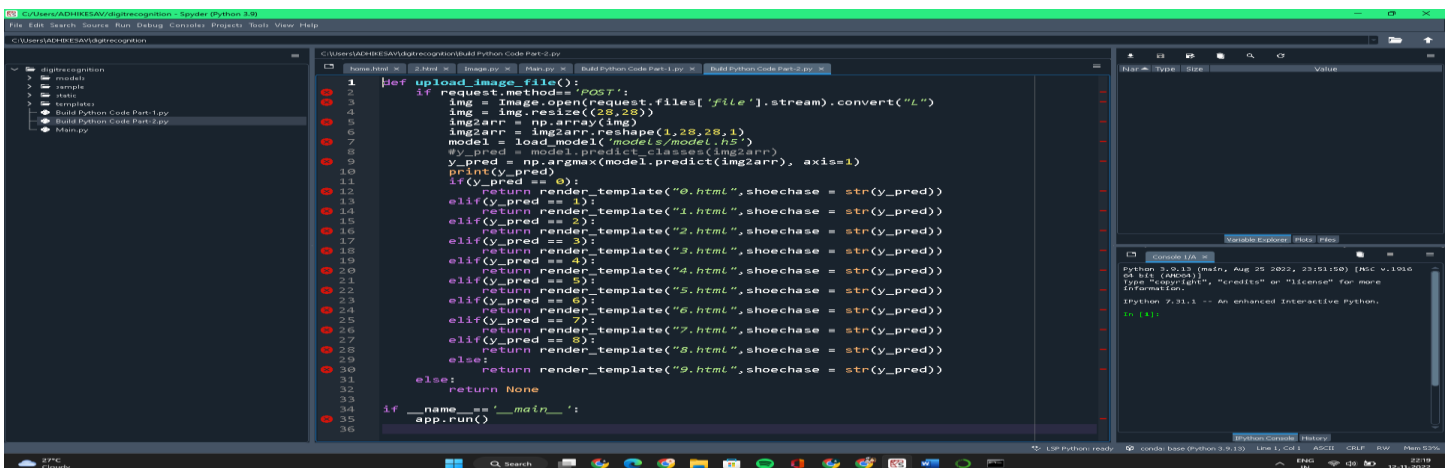 C:/Users/ADHIKESAV/digitrecognition - Spyder (Python 3.9)
File Edit Search Source Run Debug Consoles Projects Tools View Help
C:\Users\ADHIKESAV\digitrecognition
digitrecognition
models
sample
static
templates
Build Python Code Part-1.py
Build Python Code Part-2.py
Main.py
C:\Users\ADHIKESAV\digitrecognition\Build Python Code Part-2.py
home.html × 2.html × Image.py × Main.py × Build Python Code Part-1.py × Build Python Code Part-2.py ×
1 def upload_image_file():
2 if request.method=='POST':
3 img = Image.open(request.files['file'].stream).convert("L")
4 img = img.resize((28,28))
5 img2arr = np.array(img)
6 img2arr = img2arr.reshape(1,28,28,1)
7 model = load_model('models/model.h5')
8 #y_pred = model.predict_classes(img2arr)
9 y_pred = np.argmax(model.predict(img2arr), axis=1)
10 print(y_pred)
11 if(y_pred == 0):
12 return render_template("0.html",shoechase = str(y_pred))
13 elif(y_pred == 1):
14 return render_template("1.html",shoechase = str(y_pred))
15 elif(y_pred == 2):
16 return render_template("2.html",shoechase = str(y_pred))
17 elif(y_pred == 3):
18 return render_template("3.html",shoechase = str(y_pred))
19 elif(y_pred == 4):
20 return render_template("4.html",shoechase = str(y_pred))
21 elif(y_pred == 5):
22 return render_template("5.html",shoechase = str(y_pred))
23 elif(y_pred == 6):
24 return render_template("6.html",shoechase = str(y_pred))
25 elif(y_pred == 7):
26 return render_template("7.html",shoechase = str(y_pred))
27 elif(y_pred == 8):
28 return render_template("8.html",shoechase = str(y_pred))
29 else:
30 return render_template("9.html",shoechase = str(y_pred))
31 else:
32 return None
33
34 if __name__=='__main__':
35 app.run()
36
Nar Type Size Value
Variable Explorer Plots Files
Console 1/A ×
Python 3.9.13 (main, Aug 25 2022, 23:51:50) [MSC v.1916
64 bit (AMD64)]
Type "copyright", "credits" or "license" for more
information.
IPython 7.31.1 -- An enhanced Interactive Python.
In [1]:
IPython Console History
LSP Python: ready conda: base (Python 3.9.13) Line 1, Col 1 ASCII CRLF RW Mem 53%
27°C
Cloudy
Search
ENG
IN
22:19
12-11-2022